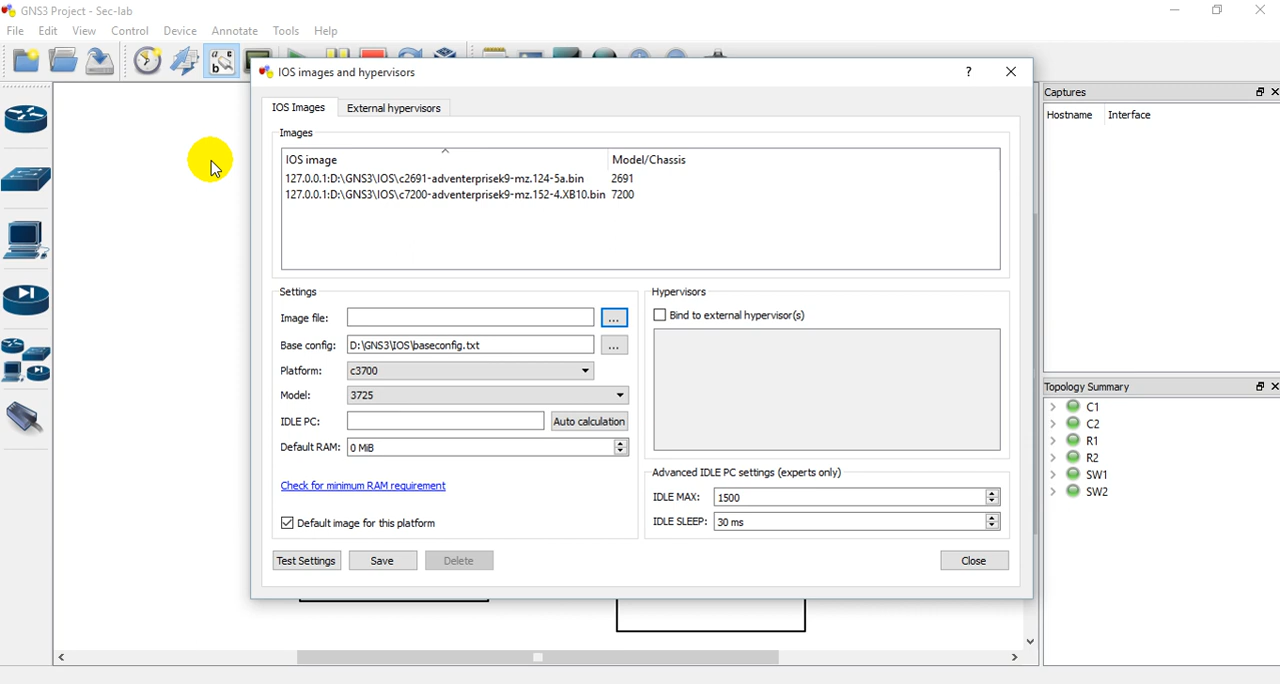 GNS3 Project - Sec-lab
File Edit View Control Device Annotate Tools Help
IOS images and hypervisors
?
IOS Images External hypervisors
Images
IOS image Model/Chassis
127.0.0.1:D:\GNS3\IOS\c2691-adventerprisek9-mz.124-5a.bin 2691
127.0.0.1:D:\GNS3\IOS\c7200-adventerprisek9-mz.152-4.XB10.bin 7200
Settings
Image file: ...
Base config: D:\GNS3\IOS\baseconfig.txt ...
Platform: c3700
Model: 3725
IDLE PC: Auto calculation
Default RAM: 0 MiB
Check for minimum RAM requirement
Default image for this platform
Test Settings Save Delete
Hypervisors
Bind to external hypervisor(s)
Advanced IDLE PC settings (experts only)
IDLE MAX: 1500
IDLE SLEEP: 30 ms
Close
Captures
Hostname Interface
Topology Summary
C1
C2
R1
R2
SW1
SW2